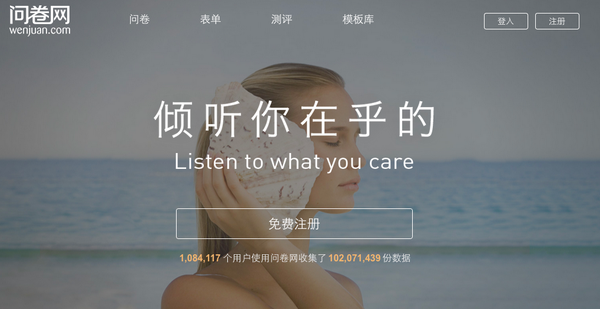 问卷网
wenjuan.com
问卷 表单 测评 模板库 登入 注册
倾听你在乎的
Listen to what you care
免费注册
1,084,117 个用户使用问卷网收集了 102,071,439 份数据